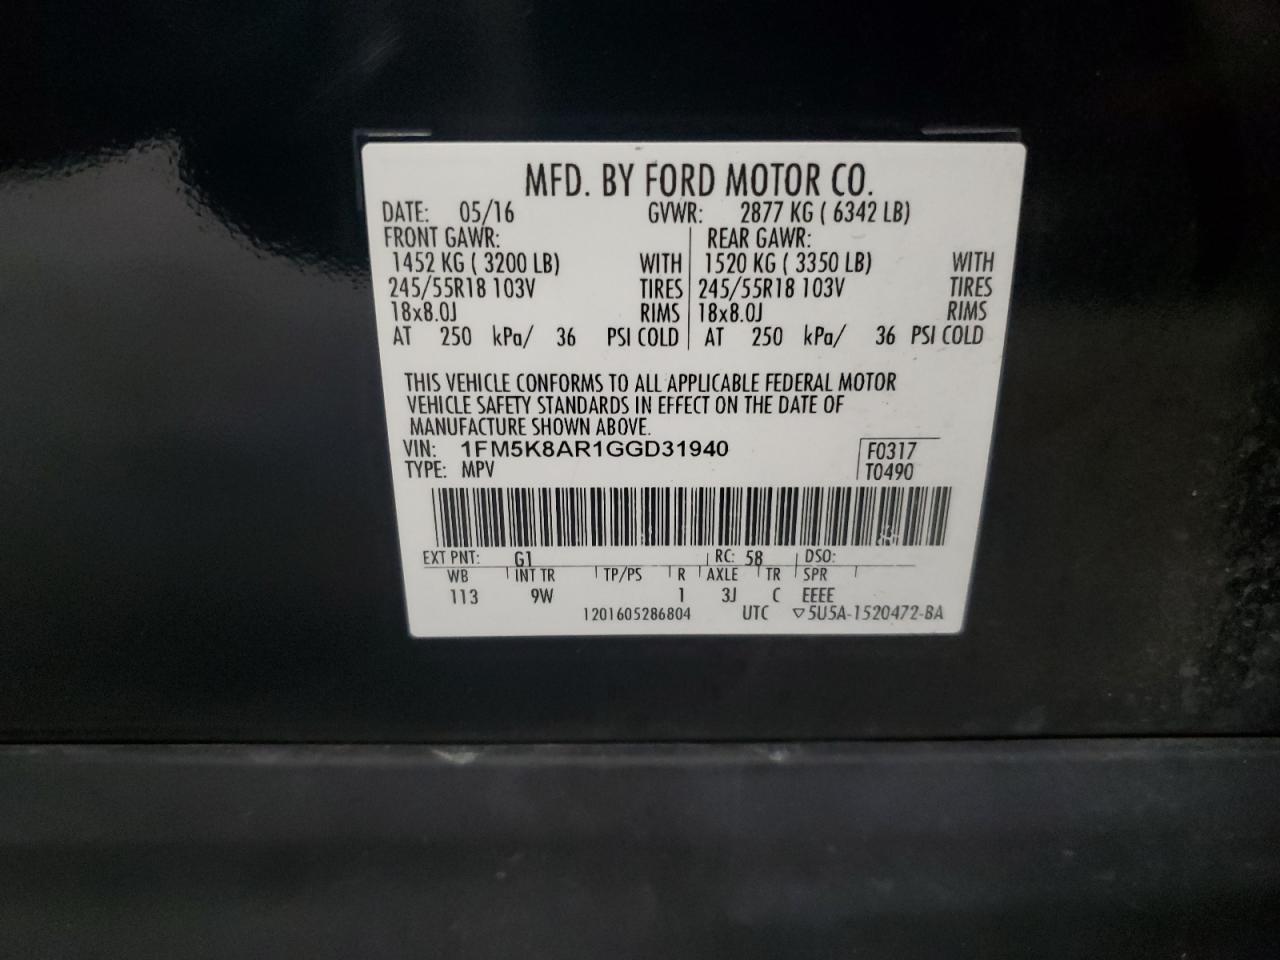 MFD. BY FORD MOTOR CO.
DATE: 05/16 GVWR: 2877 KG ( 6342 LB)
FRONT GAWR: REAR GAWR:
1452 KG ( 3200 LB) WITH 1520 KG ( 3350 LB) WITH
245/55R18 103V TIRES 245/55R18 103V TIRES
18x8.0J RIMS 18x8.0J RIMS
AT 250 kPa/ 36 PSI COLD AT 250 kPa/ 36 PSI COLD
THIS VEHICLE CONFORMS TO ALL APPLICABLE FEDERAL MOTOR
VEHICLE SAFETY STANDARDS IN EFFECT ON THE DATE OF
MANUFACTURE SHOWN ABOVE.
VIN: 1FM5K8AR1GGD31940 F0317
TYPE: MPV T0490
EXT PNT: G1 RC: 58 DSO:
WB INT TR TP/PS R AXLE TR SPR
113 9W 1 3J C EEEE
1201605286804 UTC ▽5U5A-1520472-BA